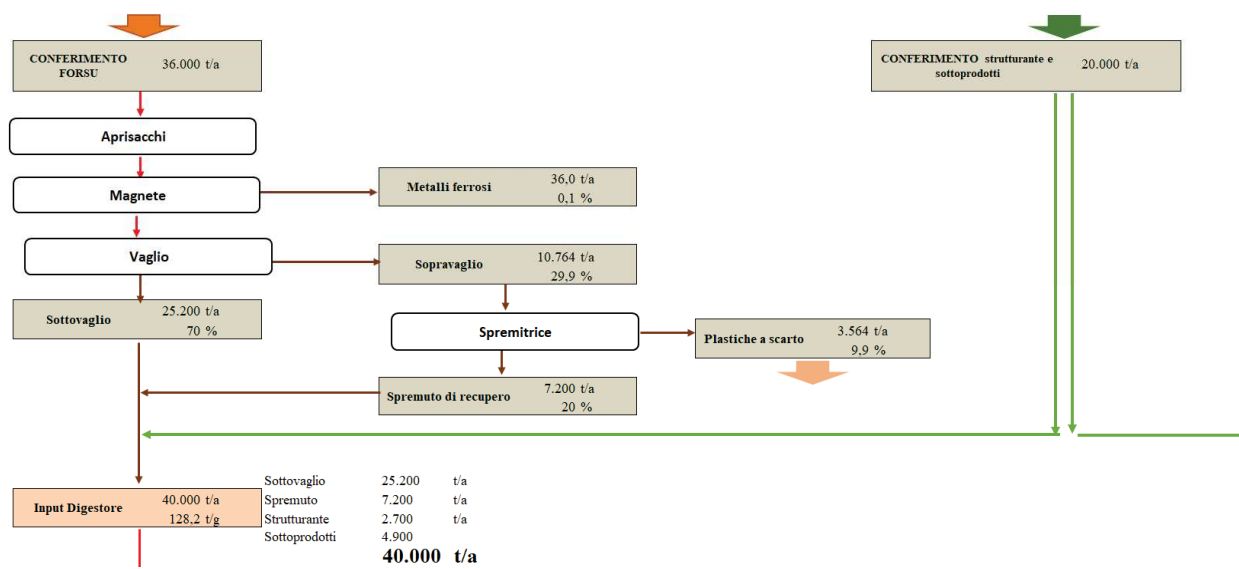 CONFERIMENTO
FORSU
36.000 t/a
CONFERIMENTO strutturante e
sottoprodotti
20.000 t/a
Aprisacchi
Magnete
Metalli ferrosi
36,0 t/a
0,1 %
Vaglio
Sopravaglio
10.764 t/a
29,9 %
Sottovaglio
25.200 t/a
70 %
Spremitrice
Plastiche a scarto
3.564 t/a
9,9 %
Spremuto di recupero
7.200 t/a
20 %
Input Digestore
40.000 t/a
128,2 t/g
Sottovaglio 25.200 t/a
Spremuto 7.200 t/a
Strutturante 2.700 t/a
Sottoprodotti 4.900
40.000 t/a